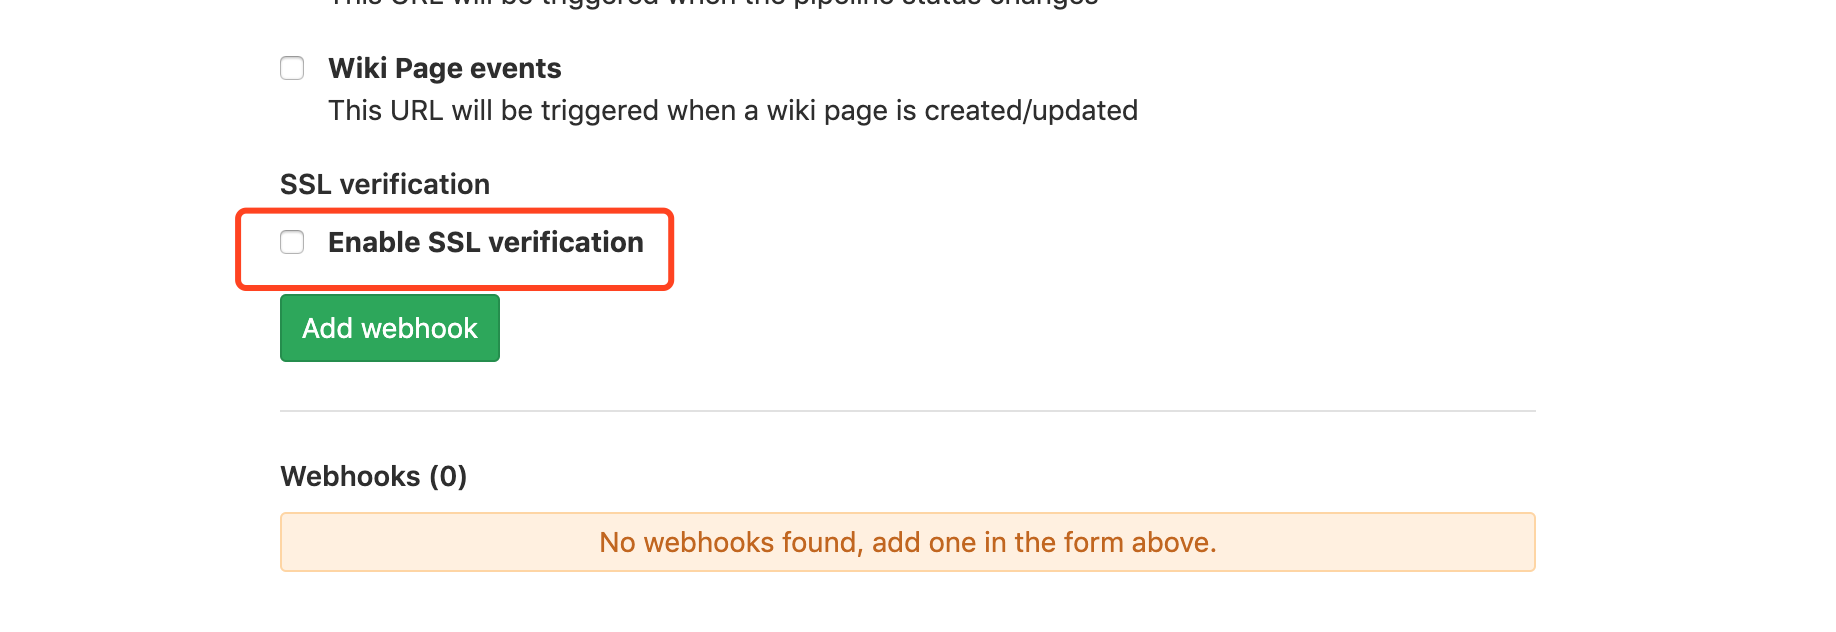 This URL will be triggered when the pipeline status changes
Wiki Page events
This URL will be triggered when a wiki page is created/updated
SSL verification
Enable SSL verification
Add webhook
Webhooks (0)
No webhooks found, add one in the form above.